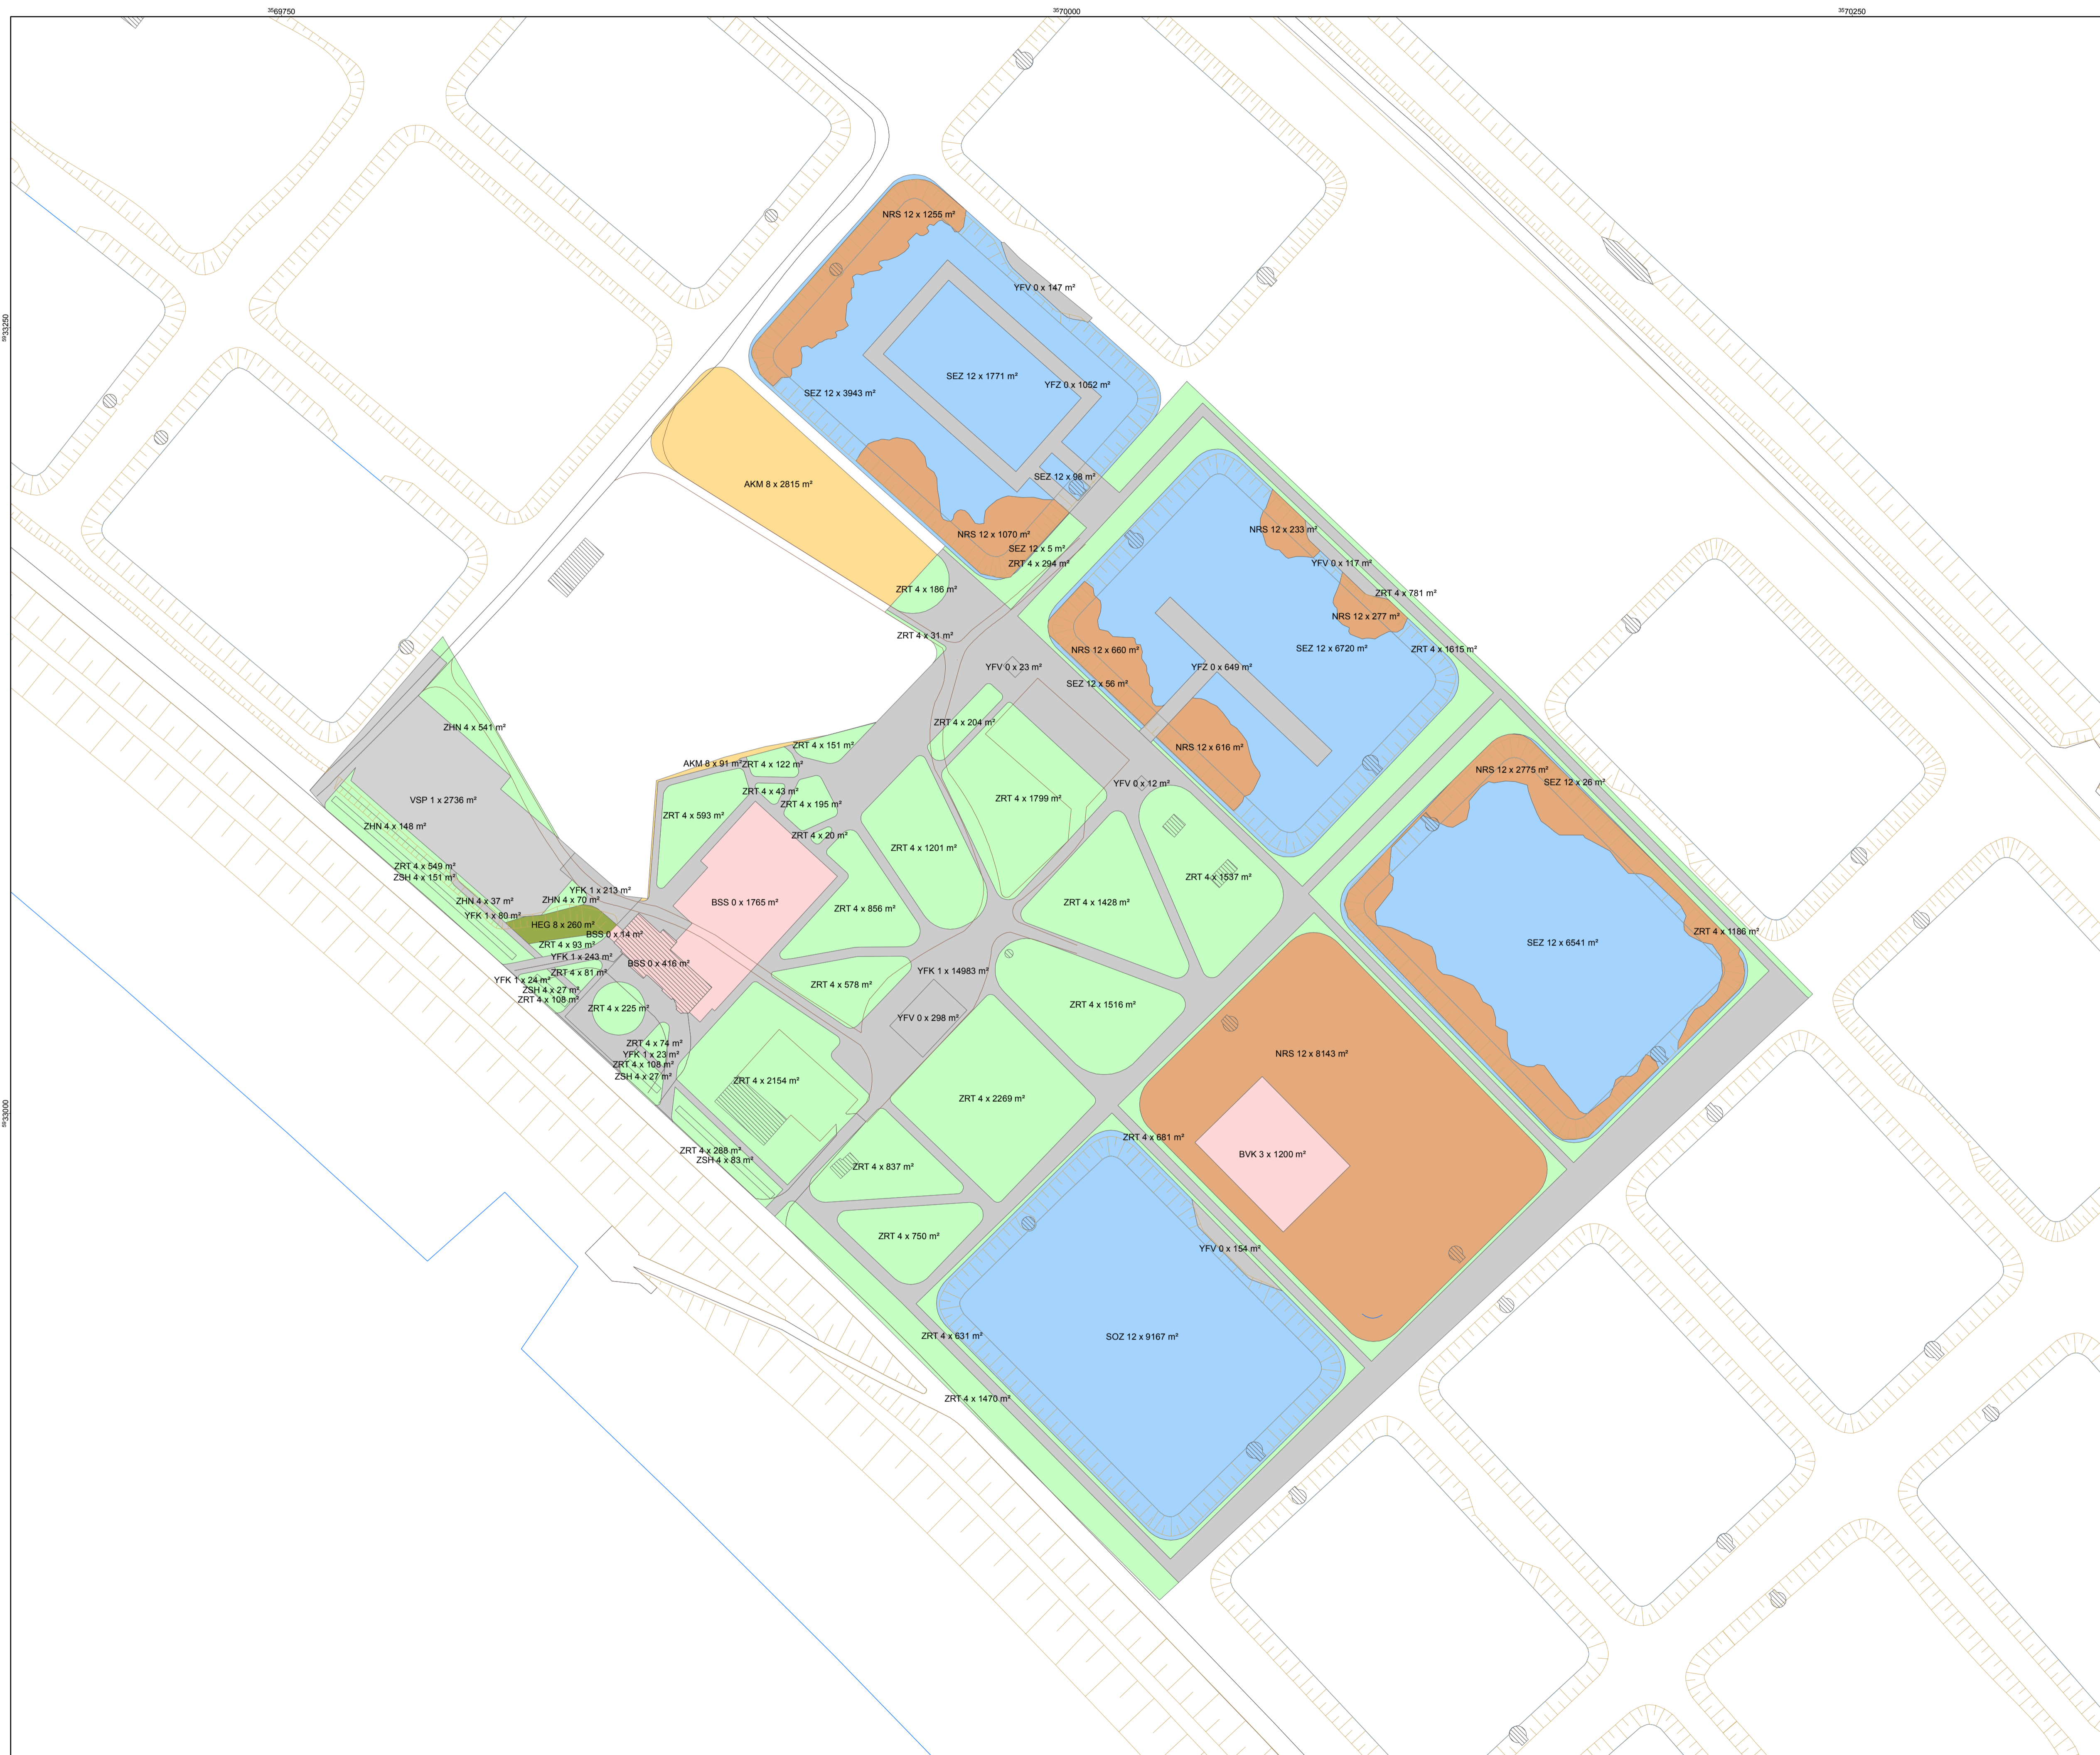 3569750
3570000
3570250
NRS 12 x 1255 m²
YFV 0 x 147 m²
5933250
SEZ 12 x 1771 m²
YFZ 0 x 1052 m²
SEZ 12 x 3943 m²
SEZ 12 x 98 m²
AKM 8 x 2815 m²
NRS 12 x 233 m²
NRS 12 x 1070 m²
SEZ 12 x 5 m²
ZRT 4 x 294 m²
YFV 0 x 117 m²
ZRT 4 x 186 m²
ZRT 4 x 781 m²
NRS 12 x 277 m²
ZRT 4 x 31 m²
NRS 12 x 660 m²
SEZ 12 x 6720 m²
ZRT 4 x 1615 m²
YFV 0 x 23 m²
YFZ 0 x 649 m²
SEZ 12 x 56 m²
ZHN 4 x 541 m²
ZRT 4 x 204 m²
ZRT 4 x 151 m²
NRS 12 x 616 m²
AKM 8 x 91 m²
ZRT 4 x 122 m²
NRS 12 x 2775 m²
SEZ 12 x 26 m²
YFV 0 x 12 m²
ZRT 4 x 43 m²
VSP 1 x 2736 m²
ZRT 4 x 1799 m²
ZRT 4 x 195 m²
ZRT 4 x 593 m²
ZHN 4 x 148 m²
ZRT 4 x 20 m²
ZRT 4 x 1201 m²
ZRT 4 x 549 m²
ZSH 4 x 151 m²
ZRT 4 x 1537 m²
YFK 1 x 213 m²
ZHN 4 x 37 m²
ZHN 4 x 70 m²
BSS 0 x 1765 m²
ZRT 4 x 1428 m²
ZRT 4 x 856 m²
YFK 1 x 80 m²
HEG 8 x 260 m²
BSS 0 x 14 m²
ZRT 4 x 1186 m²
ZRT 4 x 93 m²
SEZ 12 x 6541 m²
YFK 1 x 243 m²
BSS 0 x 416 m²
ZRT 4 x 81 m²
YFK 1 x 14983 m²
YFK 1 x 24 m²
ZRT 4 x 578 m²
ZSH 4 x 27 m²
ZRT 4 x 108 m²
ZRT 4 x 1516 m²
ZRT 4 x 225 m²
YFV 0 x 298 m²
ZRT 4 x 74 m²
YFK 1 x 23 m²
NRS 12 x 8143 m²
ZRT 4 x 108 m²
ZSH 4 x 27 m²
ZRT 4 x 2154 m²
ZRT 4 x 2269 m²
5933000
ZRT 4 x 681 m²
ZRT 4 x 288 m²
BVK 3 x 1200 m²
ZSH 4 x 83 m²
ZRT 4 x 837 m²
ZRT 4 x 750 m²
YFV 0 x 154 m²
ZRT 4 x 631 m²
SOZ 12 x 9167 m²
ZRT 4 x 1470 m²